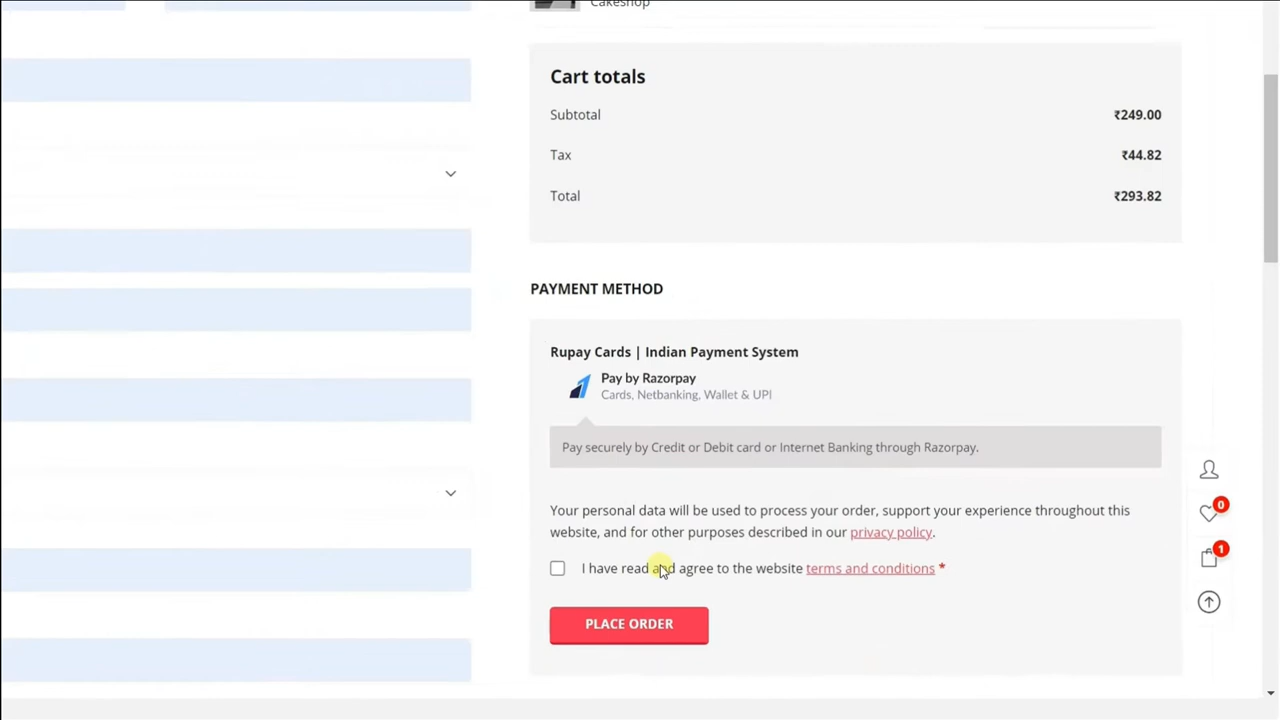 Cakeshop
Cart totals
Subtotal ₹249.00
Tax ₹44.82
Total ₹293.82
PAYMENT METHOD
Rupay Cards | Indian Payment System
Pay by Razorpay
Cards, Netbanking, Wallet & UPI
Pay securely by Credit or Debit card or Internet Banking through Razorpay.
Your personal data will be used to process your order, support your experience throughout this
website, and for other purposes described in our privacy policy.
I have read and agree to the website terms and conditions *
PLACE ORDER
0
1